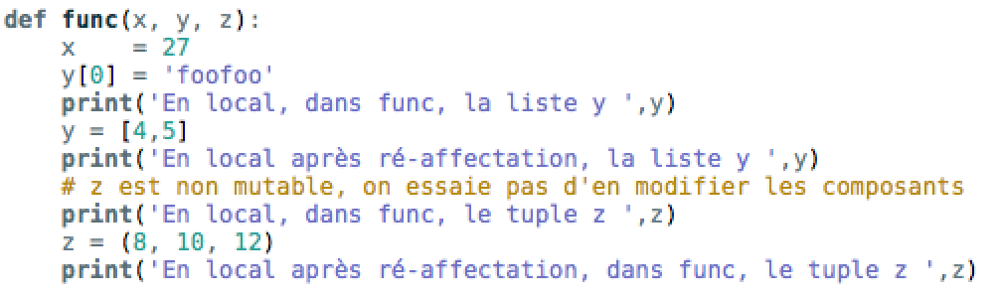 def func(x, y, z):
    x    = 27
    y[0] = 'foofoo'
    print('En local, dans func, la liste y ',y)
    y = [4,5]
    print('En local après ré-affectation, la liste y ',y)
    # z est non mutable, on essaie pas d'en modifier les composants
    print('En local, dans func, le tuple z ',z)
    z = (8, 10, 12)
    print('En local après ré-affectation, dans func, le tuple z ',z)